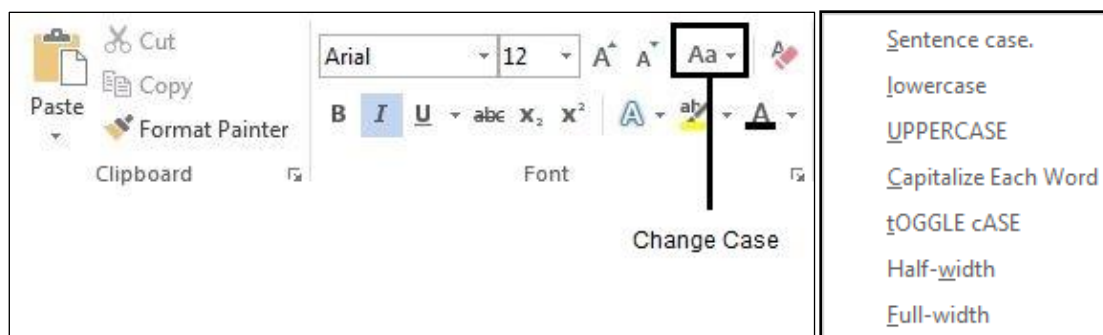 Cut
Copy
Paste
Format Painter
Clipboard
Arial
12
A A Aa A
B I U abc X₂ X² A ab A
Font
Change Case
Sentence case.
lowercase
UPPERCASE
Capitalize Each Word
tOGGLE cASE
Half-width
Full-width